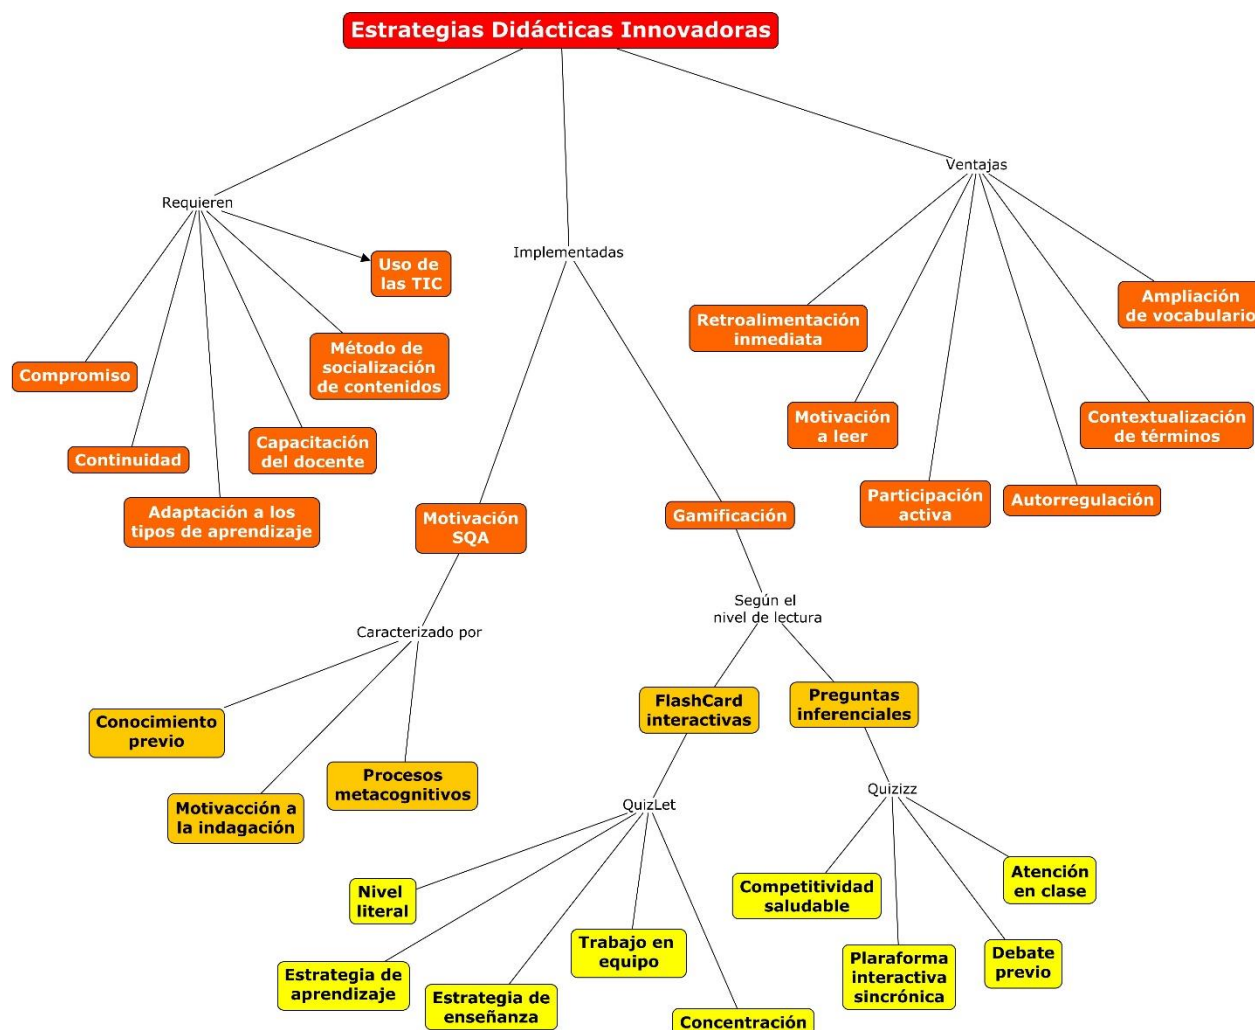 Estrategias Didácticas Innovadoras
Requieren
Implementadas
Ventajas
Uso de
las TIC
Método de
socialización
de contenidos
Compromiso
Capacitación
del docente
Continuidad
Adaptación a los
tipos de aprendizaje
Ampliación
de vocabulario
Retroalimentación
inmediata
Motivación
a leer
Contextualización
de términos
Participación
activa
Autorregulación
Motivación
SQA
Gamificación
Caracterizado por
Según el
nivel de lectura
Conocimiento
previo
Procesos
metacognitivos
Motivacción a
la indagación
FlashCard
interactivas
Preguntas
inferenciales
QuizLet
Quizizz
Nivel
literal
Trabajo en
equipo
Estrategia de
aprendizaje
Estrategia de
enseñanza
Concentración
Competitividad
saludable
Atención
en clase
Plaraforma
interactiva
sincrónica
Debate
previo